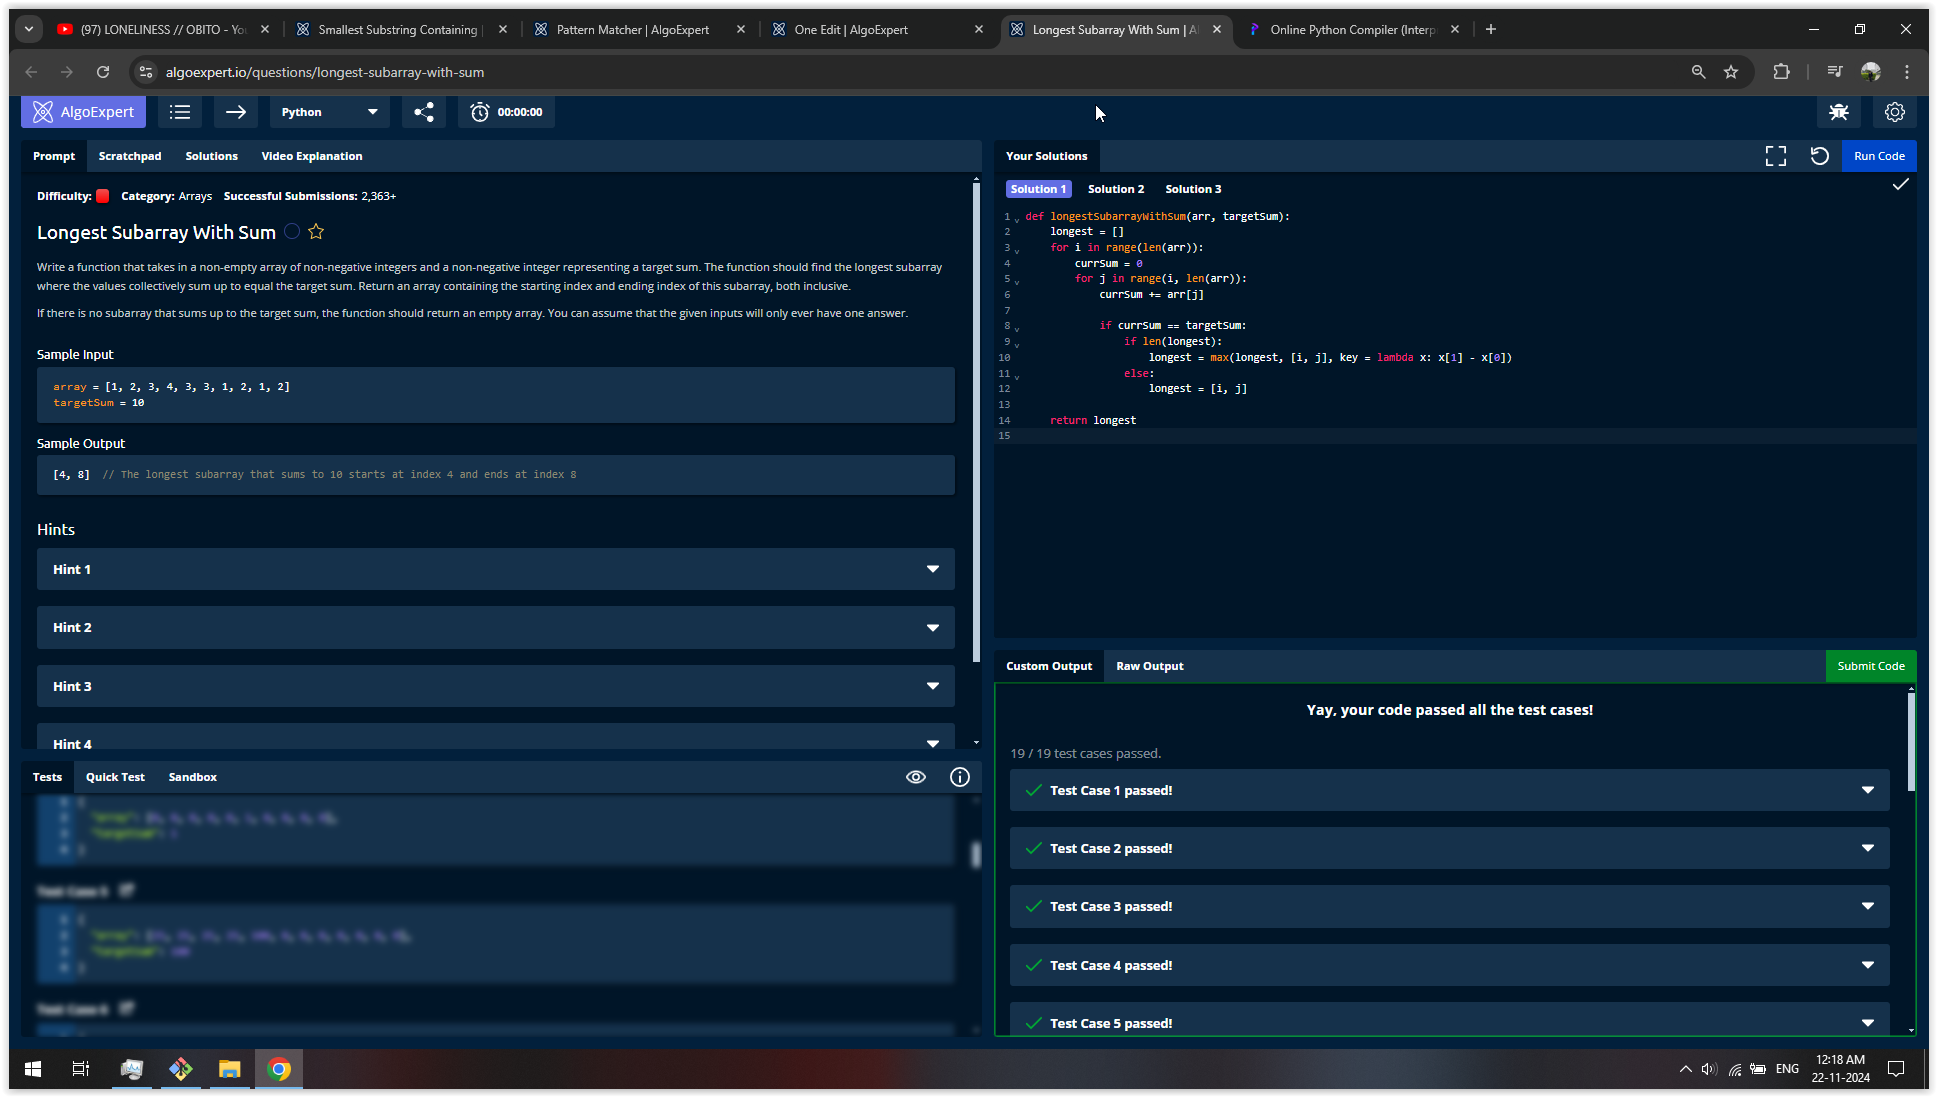 (97) LONELINESS // OBITO - You
Smallest Substring Containing
Pattern Matcher | AlgoExpert
One Edit | AlgoExpert
Longest Subarray With Sum | Al
Online Python Compiler (Interp
algoexpert.io/questions/longest-subarray-with-sum
AlgoExpert
Python
00:00:00
Prompt
Scratchpad
Solutions
Video Explanation
Difficulty:
Category: Arrays
Successful Submissions: 2,363+
Longest Subarray With Sum
Write a function that takes in a non-empty array of non-negative integers and a non-negative integer representing a target sum. The function should find the longest subarray
where the values collectively sum up to equal the target sum. Return an array containing the starting index and ending index of this subarray, both inclusive.
If there is no subarray that sums up to the target sum, the function should return an empty array. You can assume that the given inputs will only ever have one answer.
Sample Input
array = [1, 2, 3, 4, 3, 3, 1, 2, 1, 2]
targetSum = 10
Sample Output
[4, 8] // The longest subarray that sums to 10 starts at index 4 and ends at index 8
Hints
Hint 1
Hint 2
Hint 3
Hint 4
Tests
Quick Test
Sandbox
Test Case 5
Test Case 6
Your Solutions
Run Code
Solution 1
Solution 2
Solution 3
1 def longestSubarrayWithSum(arr, targetSum):
2 longest = []
3 for i in range(len(arr)):
4 currSum = 0
5 for j in range(i, len(arr)):
6 currSum += arr[j]
7
8 if currSum == targetSum:
9 if len(longest):
10 longest = max(longest, [i, j], key = lambda x: x[1] - x[0])
11 else:
12 longest = [i, j]
13
14 return longest
15
Custom Output
Raw Output
Submit Code
Yay, your code passed all the test cases!
19 / 19 test cases passed.
Test Case 1 passed!
Test Case 2 passed!
Test Case 3 passed!
Test Case 4 passed!
Test Case 5 passed!
ENG
12:18 AM
22-11-2024